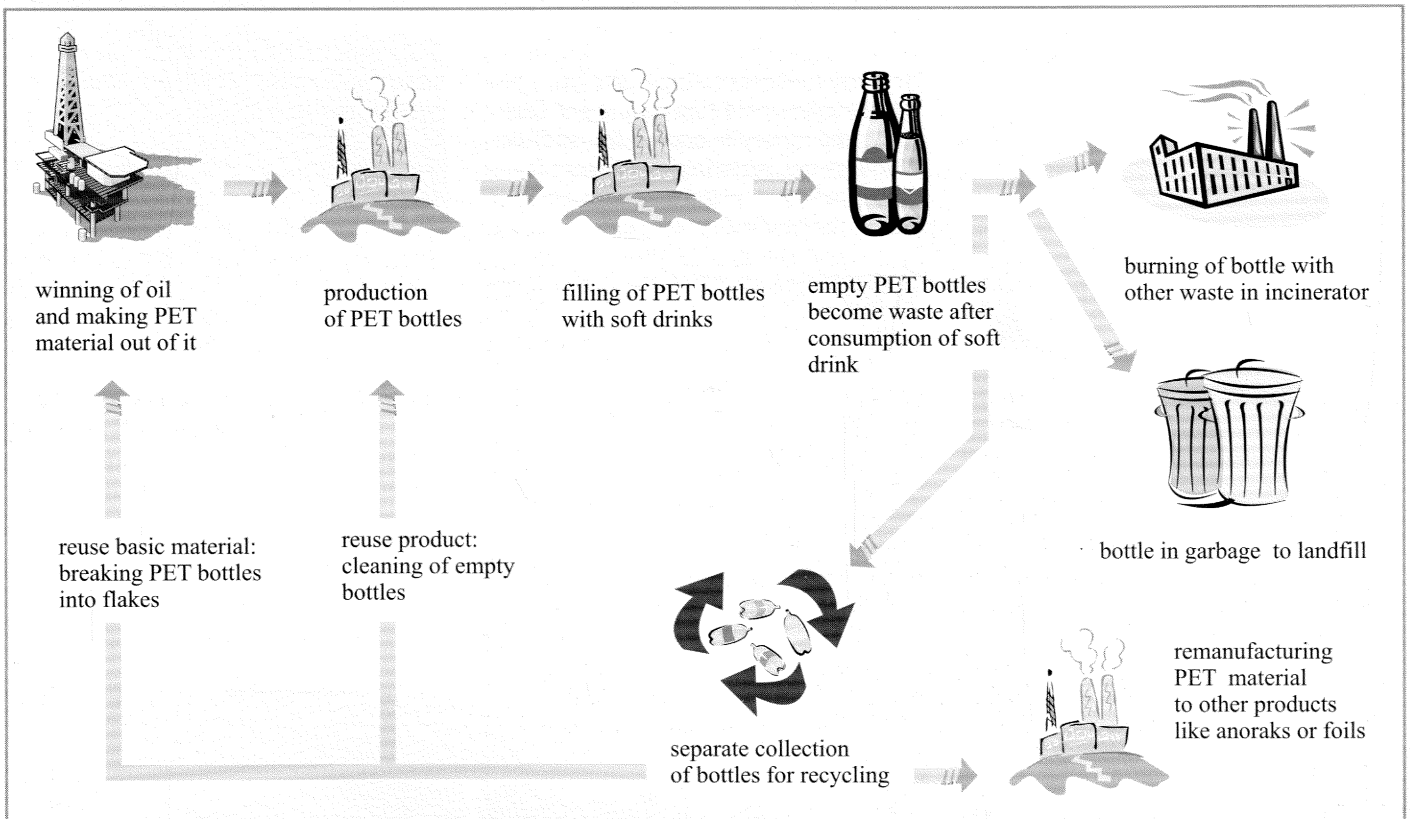 winning of oil
and making PET
material out of it
production
of PET bottles
filling of PET bottles
with soft drinks
empty PET bottles
become waste after
consumption of soft
drink
burning of bottle with
other waste in incinerator
bottle in garbage to landfill
reuse basic material:
breaking PET bottles
into flakes
reuse product:
cleaning of empty
bottles
separate collection
of bottles for recycling
remanufacturing
PET material
to other products
like anoraks or foils